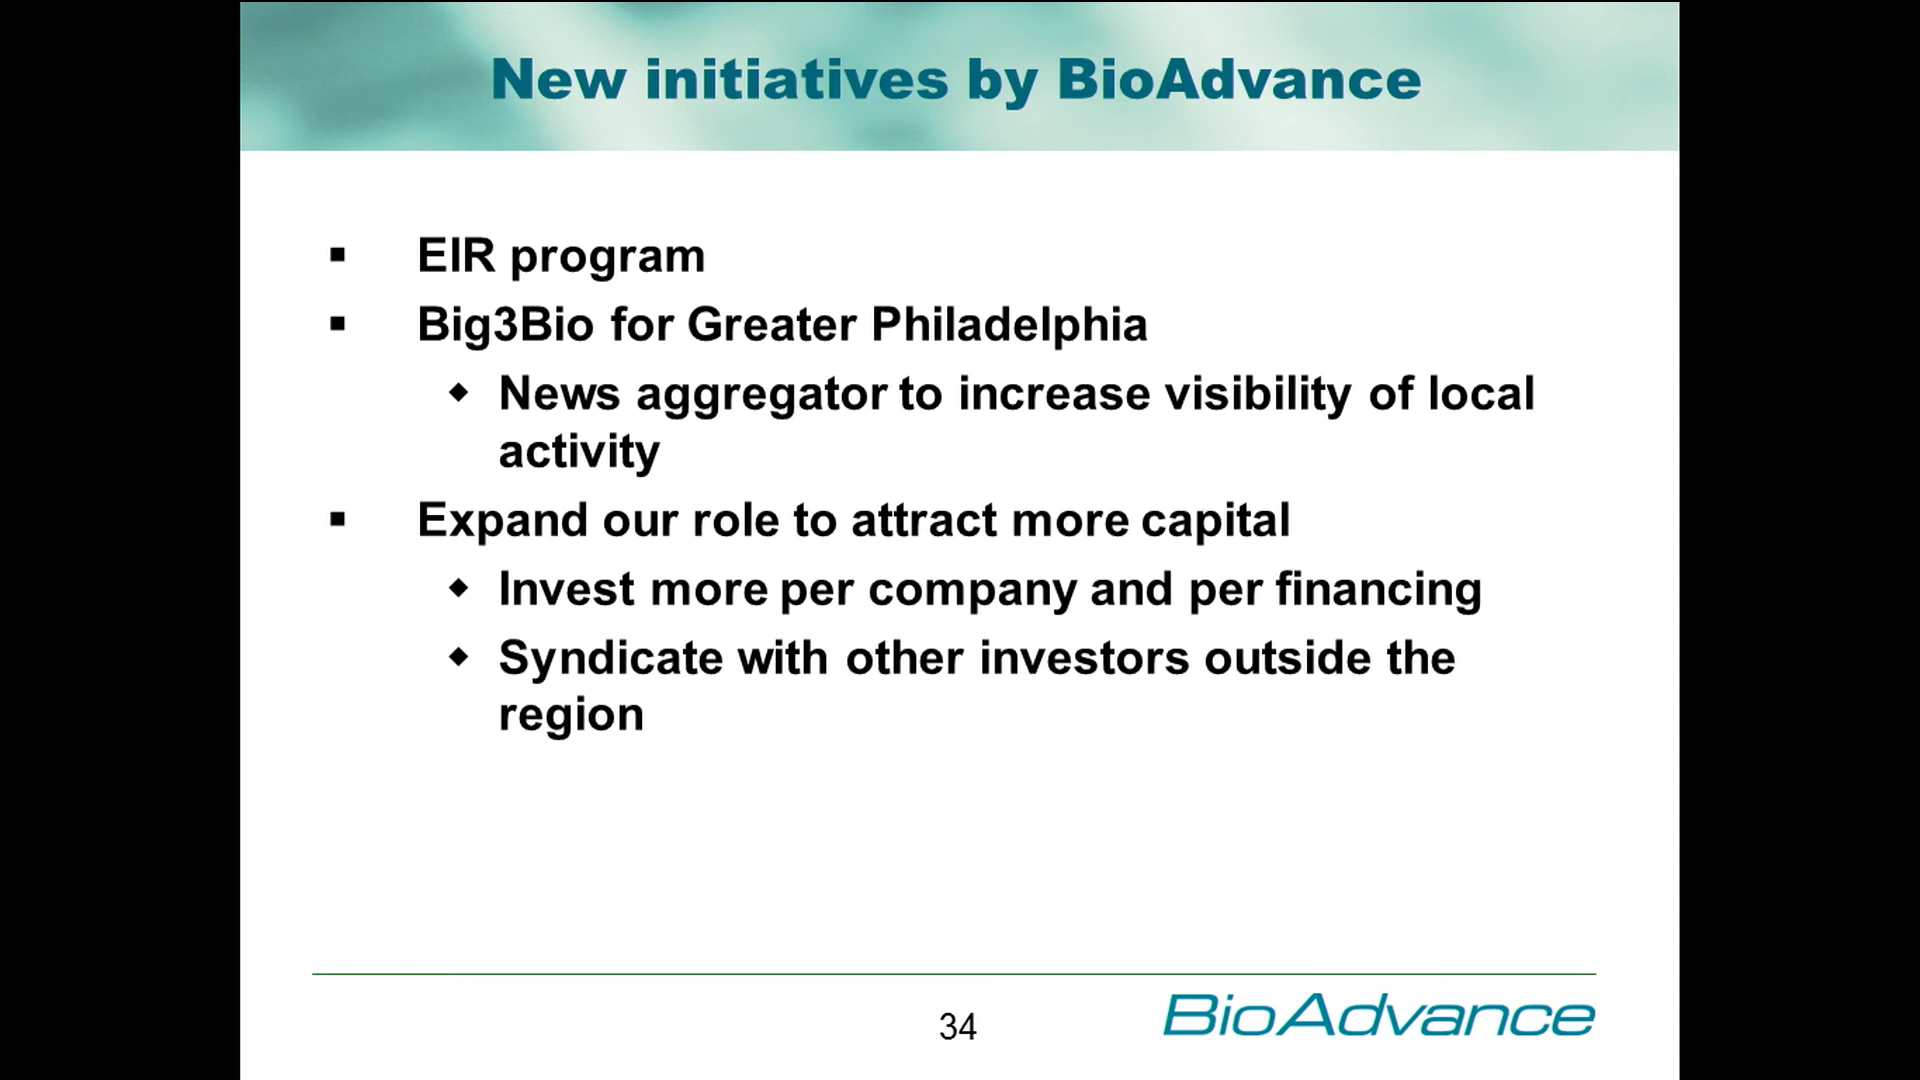 New initiatives by BioAdvance
▪ EIR program
▪ Big3Bio for Greater Philadelphia
◆ News aggregator to increase visibility of local
activity
▪ Expand our role to attract more capital
◆ Invest more per company and per financing
◆ Syndicate with other investors outside the
region
34
BioAdvance